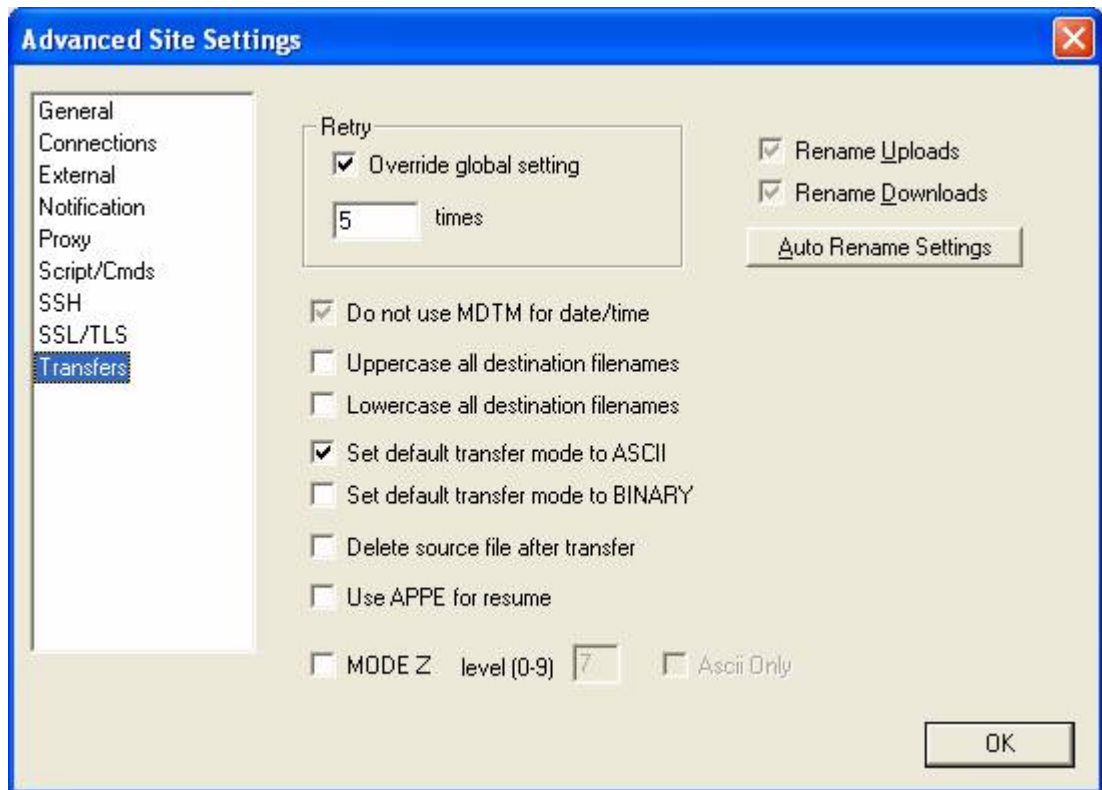 Advanced Site Settings
General
Connections
External
Notification
Proxy
Script/Cmds
SSH
SSL/TLS
Transfers
Retry
Override global setting
5 times
Rename Uploads
Rename Downloads
Auto Rename Settings
Do not use MDTM for date/time
Uppercase all destination filenames
Lowercase all destination filenames
Set default transfer mode to ASCII
Set default transfer mode to BINARY
Delete source file after transfer
Use APPE for resume
MODE Z level (0-9) 7 Ascii Only
OK